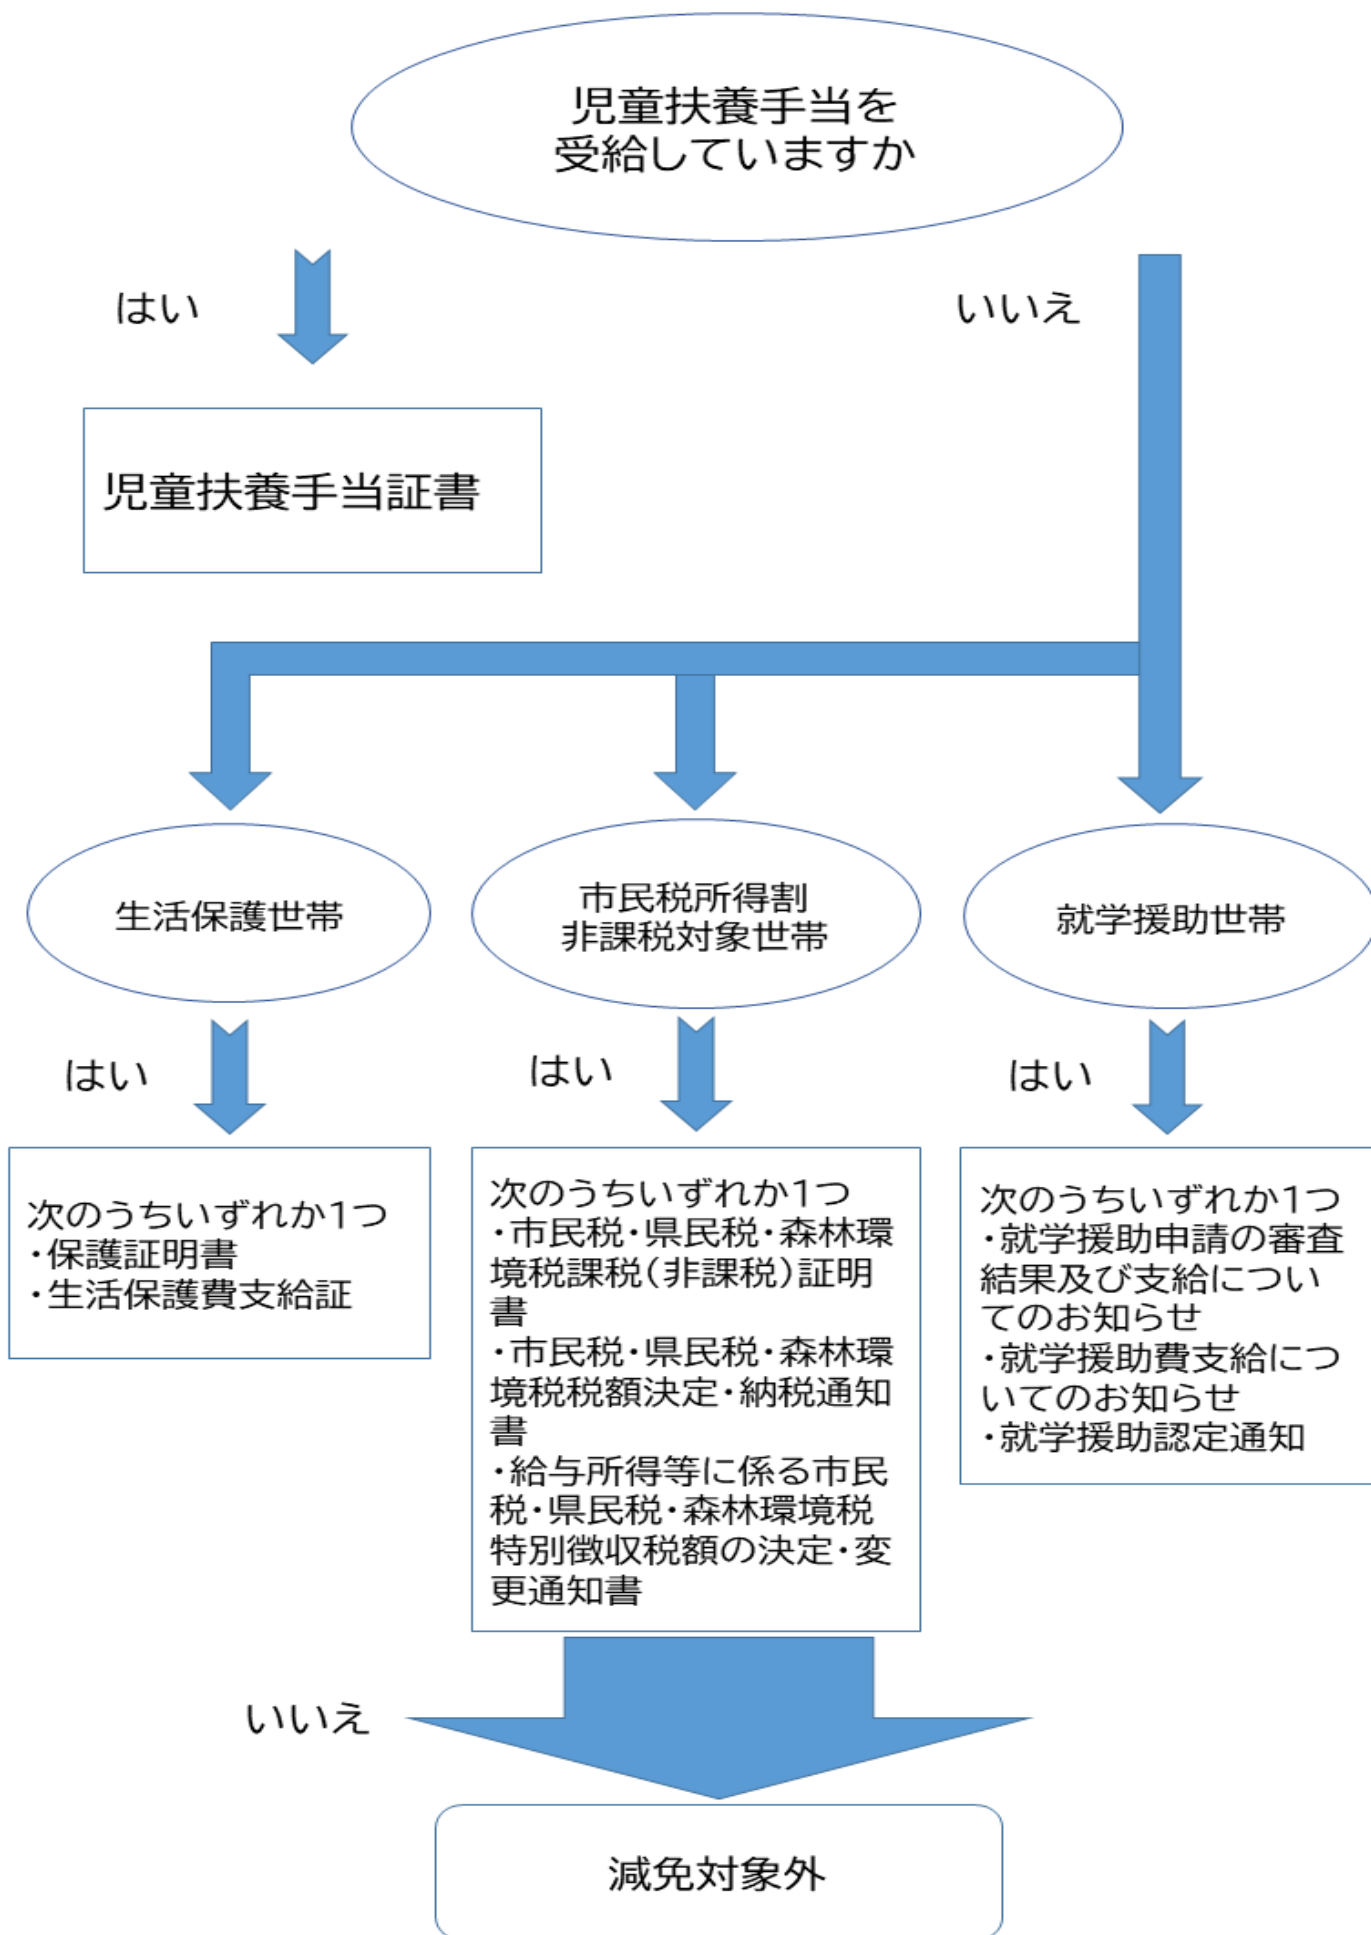 児童扶養手当を
受給していますか
はい
いいえ
児童扶養手当証書
生活保護世帯
市民税所得割
非課税対象世帯
就学援助世帯
はい
はい
はい
次のうちいずれか1つ
・保護証明書
・生活保護費支給証
次のうちいずれか1つ
・市民税・県民税・森林環
境税課税(非課税)証明
書
・市民税・県民税・森林環
境税税額決定・納税通知
書
・給与所得等に係る市民
税・県民税・森林環境税
特別徴収税額の決定・変
更通知書
次のうちいずれか1つ
・就学援助申請の審査
結果及び支給につい
てのお知らせ
・就学援助費支給につ
いてのお知らせ
・就学援助認定通知
いいえ
減免対象外